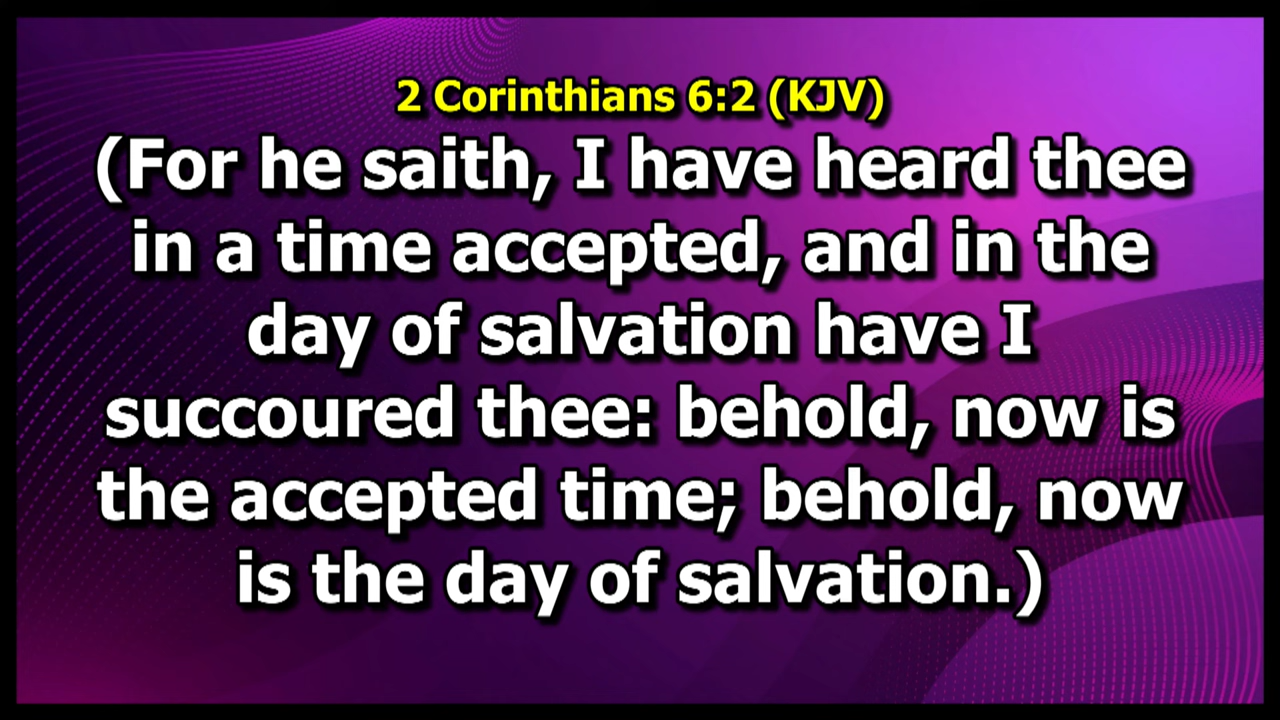 2 Corinthians 6:2 (KJV)
(For he saith, I have heard thee
in a time accepted, and in the
day of salvation have I
succoured thee: behold, now is
the accepted time; behold, now
is the day of salvation.)